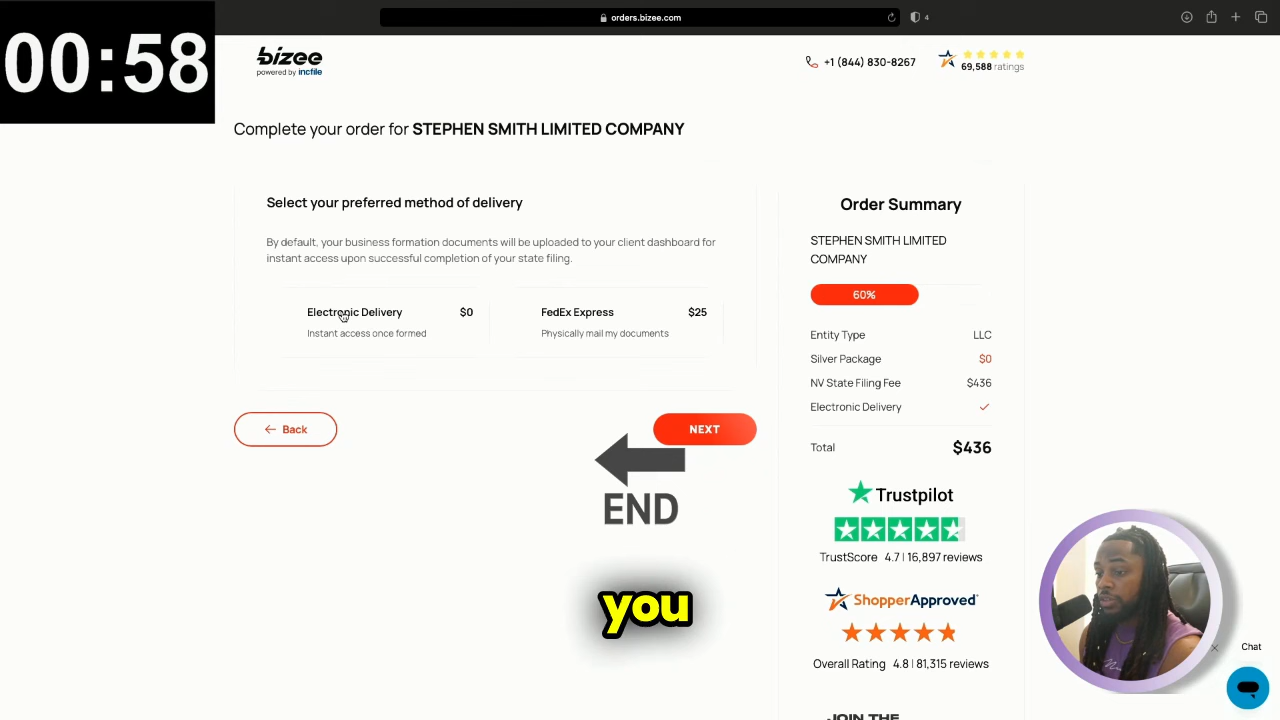 00:58
orders.bizee.com
4
bizee
powered by incfile
+1 (844) 830-8267
69,588 ratings
Complete your order for STEPHEN SMITH LIMITED COMPANY
Select your preferred method of delivery
By default, your business formation documents will be uploaded to your client dashboard for
instant access upon successful completion of your state filing.
Electronic Delivery $0
Instant access once formed
FedEx Express $25
Physically mail my documents
← Back
NEXT
END
you
Order Summary
STEPHEN SMITH LIMITED
COMPANY
60%
Entity Type LLC
Silver Package $0
NV State Filing Fee $436
Electronic Delivery ✓
Total $436
Trustpilot
TrustScore 4.7 | 16,897 reviews
ShopperApproved
Overall Rating 4.8 | 81,315 reviews
JOIN THE
Chat